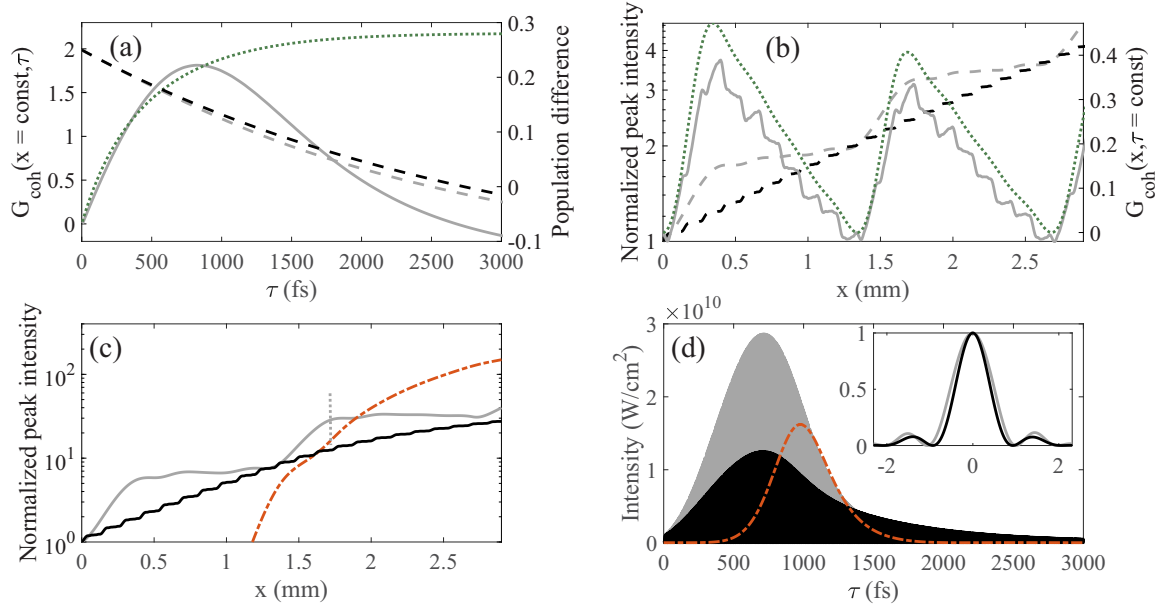 (a)
G_coh(x = const,τ)
2
1.5
1
0.5
0
0.3
0.2
0.1
0
-0.1
Population difference
0 500 1000 1500 2000 2500 3000
τ (fs)
(b)
Normalized peak intensity
4
3
2
1
0.4
0.3
0.2
0.1
0
G_coh(x,τ = const)
0 0.5 1 1.5 2 2.5
x (mm)
(c)
Normalized peak intensity
10^2
10^1
10^0
0 0.5 1 1.5 2 2.5
x (mm)
(d)
×10^10
Intensity (W/cm^2)
3
2
1
0
0 500 1000 1500 2000 2500 3000
τ (fs)
1
0.5
0
-2 0 2